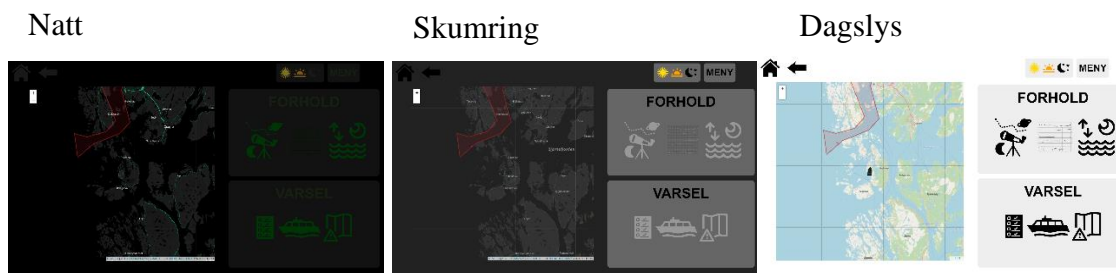 Natt
Skumring
Dagslys
MENY
FORHOLD
VARSEL
MENY
FORHOLD
VARSEL
MENY
FORHOLD
VARSEL